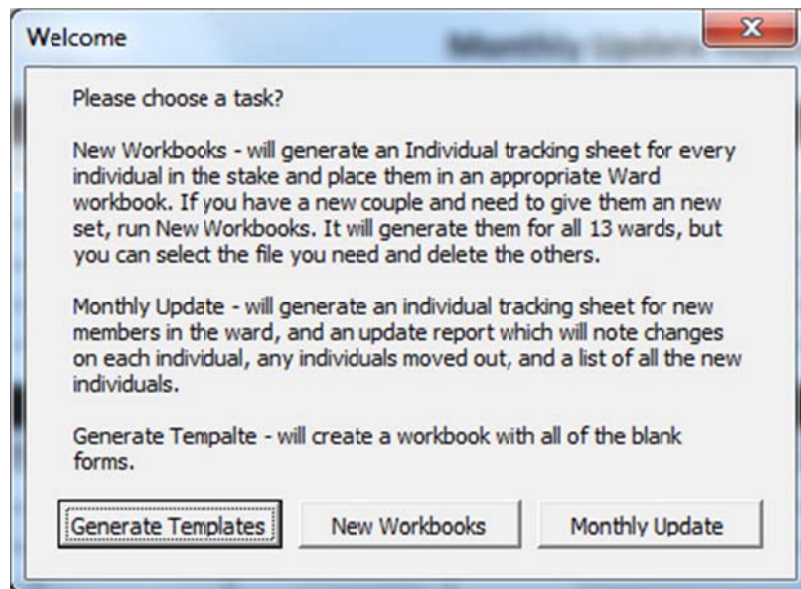 Welcome
Monthly Update
Please choose a task?
New Workbooks - will generate an Individual tracking sheet for every
individual in the stake and place them in an appropriate Ward
workbook. If you have a new couple and need to give them an new
set, run New Workbooks. It will generate them for all 13 wards, but
you can select the file you need and delete the others.
Monthly Update - will generate an individual tracking sheet for new
members in the ward, and an update report which will note changes
on each individual, any individuals moved out, and a list of all the new
individuals.
Generate Tempalte - will create a workbook with all of the blank
forms.
Generate Templates New Workbooks Monthly Update